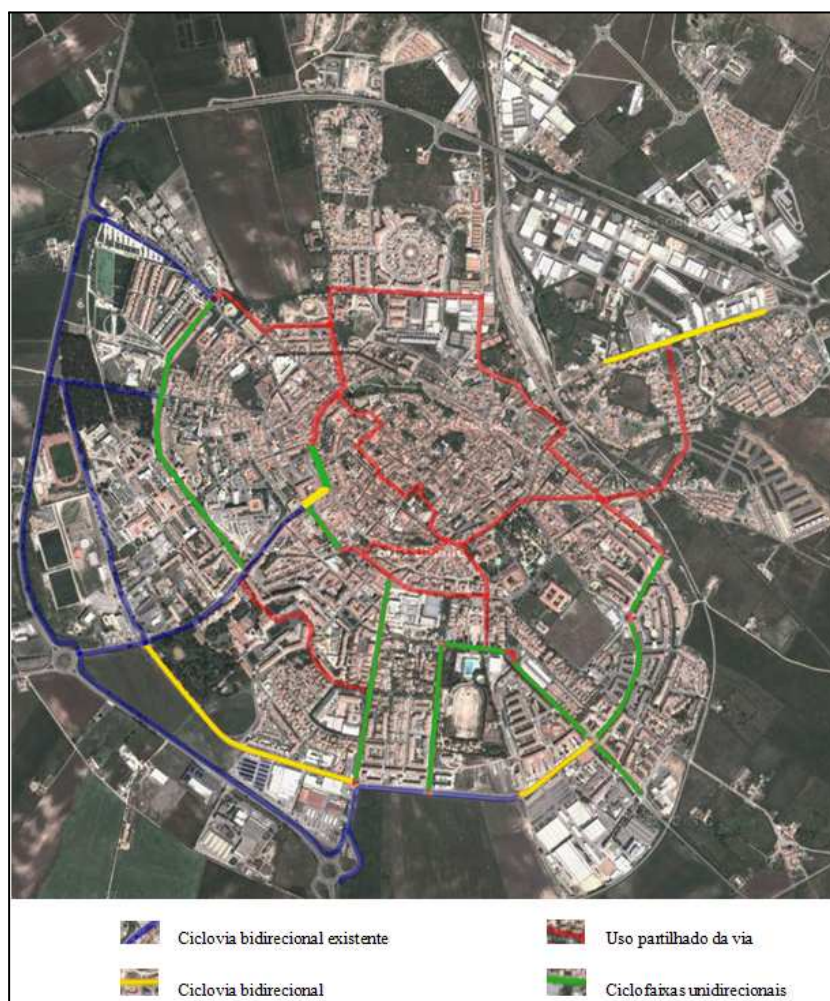 Ciclovia bidirecional existente
Uso partilhado da via
Ciclovia bidirecional
Ciclofaixas unidirecionais